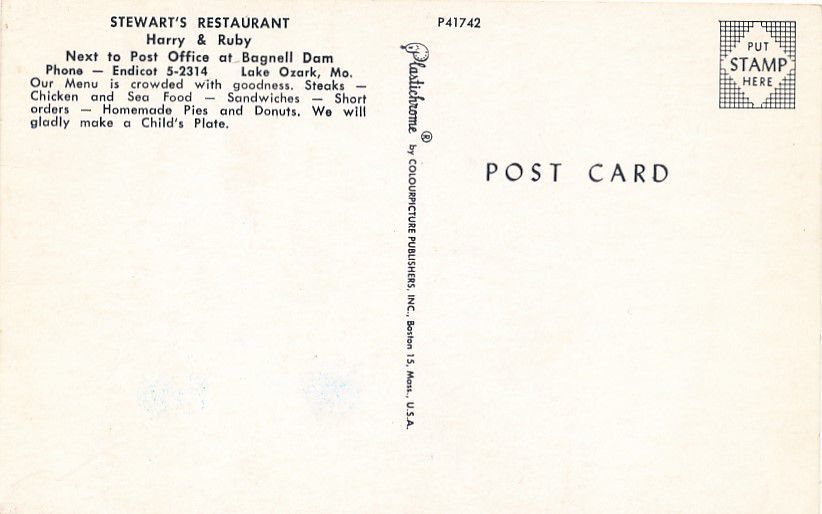 STEWART'S RESTAURANT
Harry & Ruby
Next to Post Office at Bagnell Dam
Phone — Endicot 5-2314 Lake Ozark, Mo.
Our Menu is crowded with goodness. Steaks —
Chicken and Sea Food — Sandwiches — Short
orders — Homemade Pies and Donuts. We will
gladly make a Child's Plate.
P41742
Plastichrome ® by COLOURPICTURE PUBLISHERS, INC., Boston 15, Mass., U.S.A.
PUT
STAMP
HERE
POST CARD